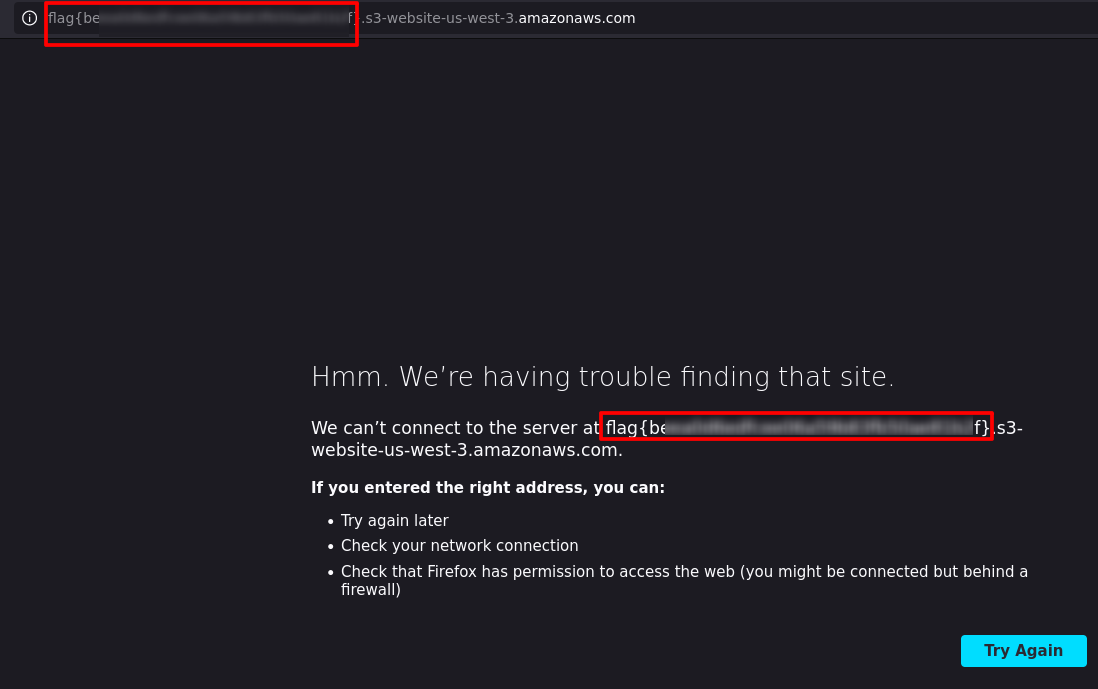 flag{be f}.s3-website-us-west-3.amazonaws.com
Hmm. We’re having trouble finding that site.
We can’t connect to the server at flag{be f}.s3-
website-us-west-3.amazonaws.com.
If you entered the right address, you can:
• Try again later
• Check your network connection
• Check that Firefox has permission to access the web (you might be connected but behind a
firewall)
Try Again